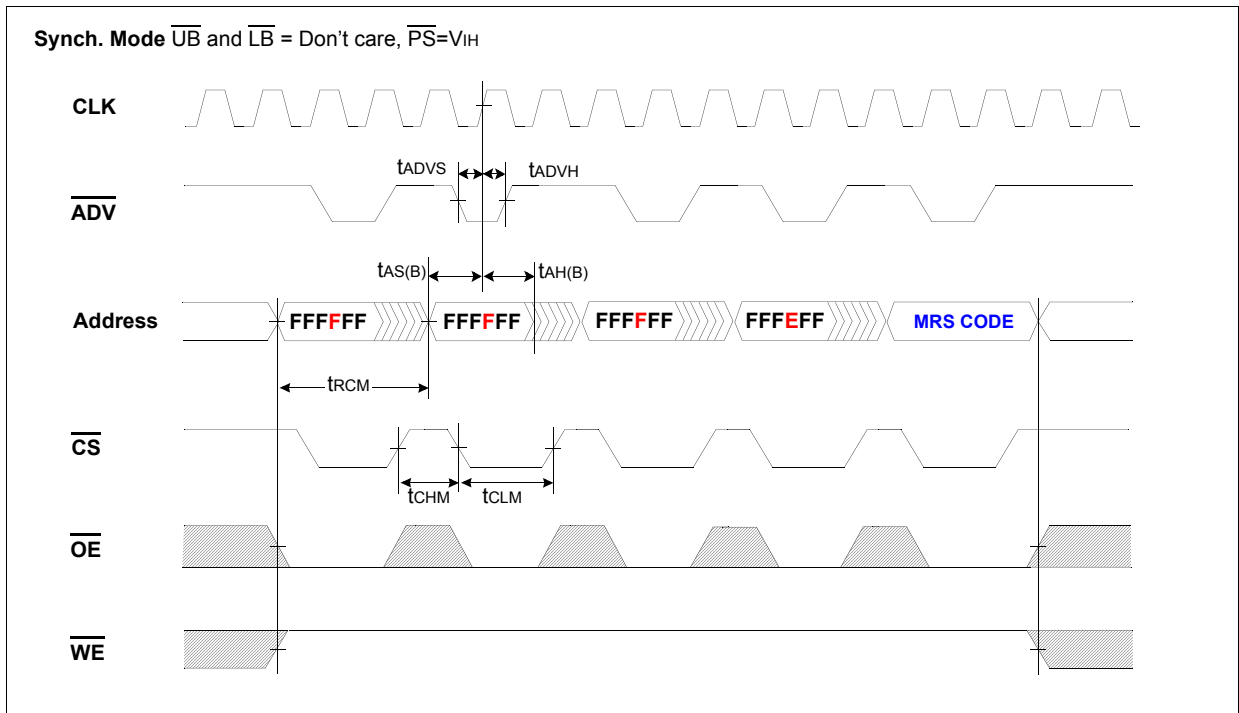 Synch. Mode UB and LB = Don't care, PS=VIH
CLK
tADVS
tADVH
ADV
tAS(B)
tAH(B)
Address
FFFFFF
FFFFFF
FFFFFF
FFFEFF
MRS CODE
tRCM
CS
tCHM
tCLM
OE
WE